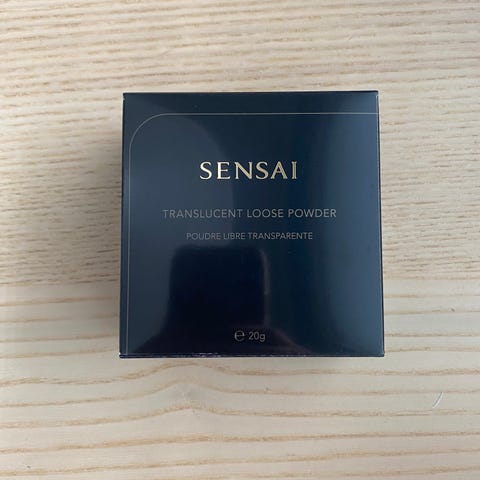 SENSAI
TRANSLUCENT LOOSE POWDER
POUDRE LIBRE TRANSPARENTE
℮ 20g